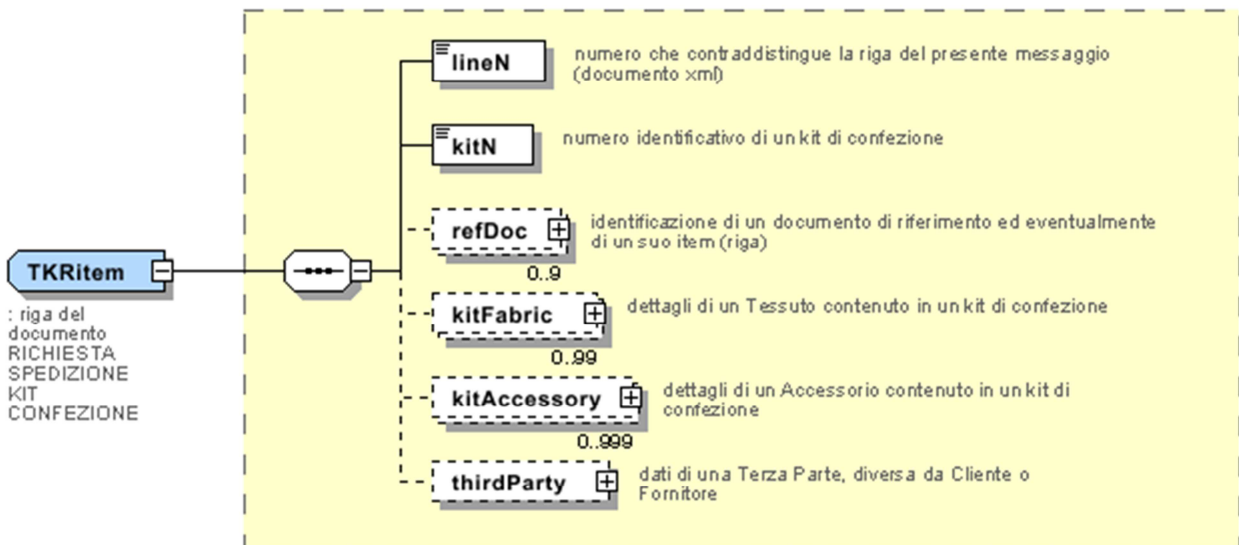 lineN
numero che contraddistingue la riga del presente messaggio
(documento xml)
kitN
numero identificativo di un kit di confezione
refDoc
identificazione di un documento di riferimento ed eventualmente
di un suo item (riga)
0..9
TKRitem
: riga del
documento
RICHIESTA
SPEDIZIONE
KIT
CONFEZIONE
kitFabric
dettagli di un Tessuto contenuto in un kit di confezione
0..99
kitAccessory
dettagli di un Accessorio contenuto in un kit di
confezione
0..999
thirdParty
dati di una Terza Parte, diversa da Cliente o
Fornitore